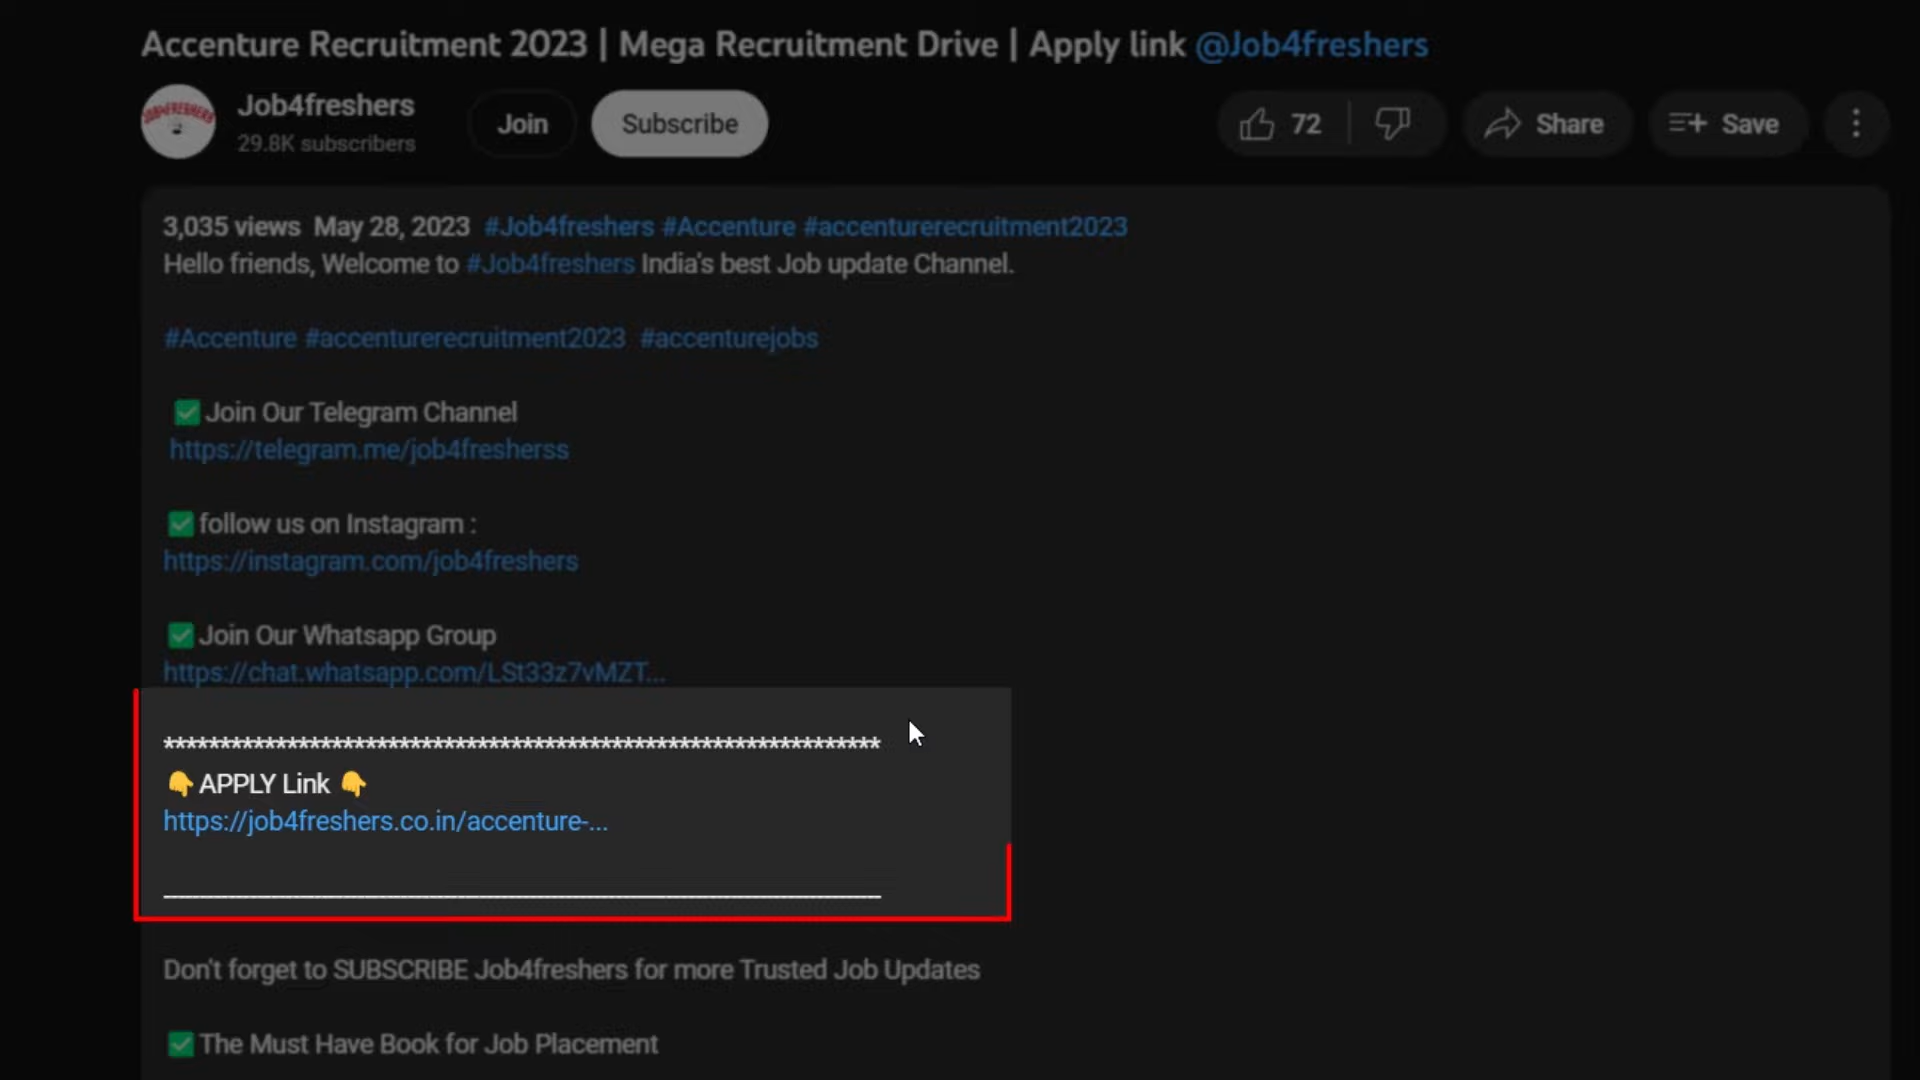 Accenture Recruitment 2023 | Mega Recruitment Drive | Apply link @Job4freshers
JOB4FRESHERS
Job4freshers
29.8K subscribers
Join
Subscribe
72
Share
Save
3,035 views May 28, 2023 #Job4freshers #Accenture #accenturerecruitment2023
Hello friends, Welcome to #Job4freshers India's best Job update Channel.
#Accenture #accenturerecruitment2023 #accenturejobs
✅ Join Our Telegram Channel
https://telegram.me/job4fresherss
✅ follow us on Instagram :
https://instagram.com/job4freshers
✅ Join Our Whatsapp Group
https://chat.whatsapp.com/LSt33z7vMZT...
******************************************************************
👇 APPLY Link 👇
https://job4freshers.co.in/accenture-...
Don't forget to SUBSCRIBE Job4freshers for more Trusted Job Updates
✅ The Must Have Book for Job Placement